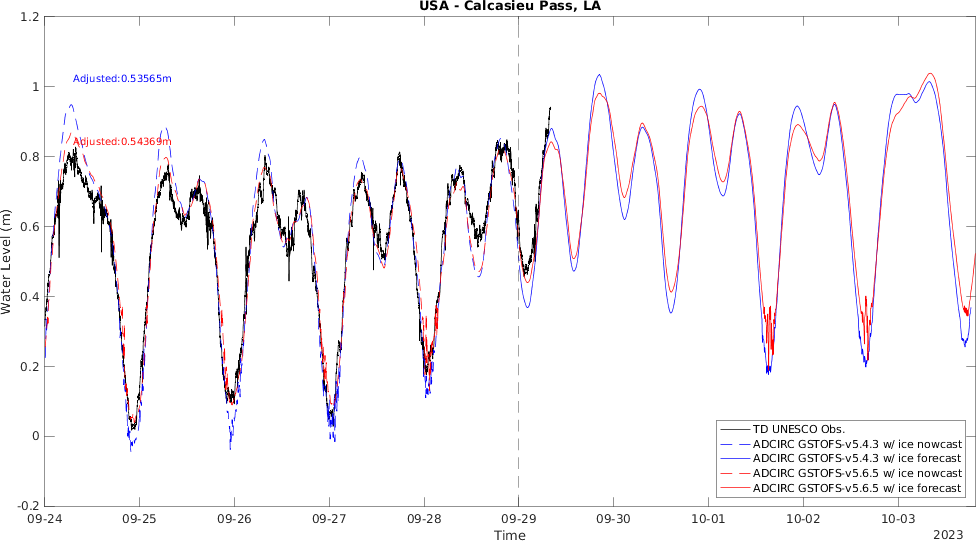 USA - Calcasieu Pass, LA
1.2
1
0.8
0.6
0.4
0.2
0
-0.2
Water Level (m)
Adjusted:0.53565m
Adjusted:0.54369m
TD UNESCO Obs.
ADCIRC GSTOFS-v5.4.3 w/ ice nowcast
ADCIRC GSTOFS-v5.4.3 w/ ice forecast
ADCIRC GSTOFS-v5.6.5 w/ ice nowcast
ADCIRC GSTOFS-v5.6.5 w/ ice forecast
09-24 09-25 09-26 09-27 09-28 09-29 09-30 10-01 10-02 10-03
Time
2023